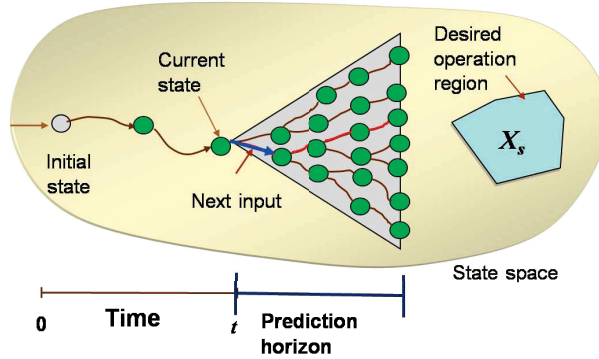 Desired
operation
region
Current
state
X_s
Initial
state
Next input
State space
0
Time
t
Prediction
horizon